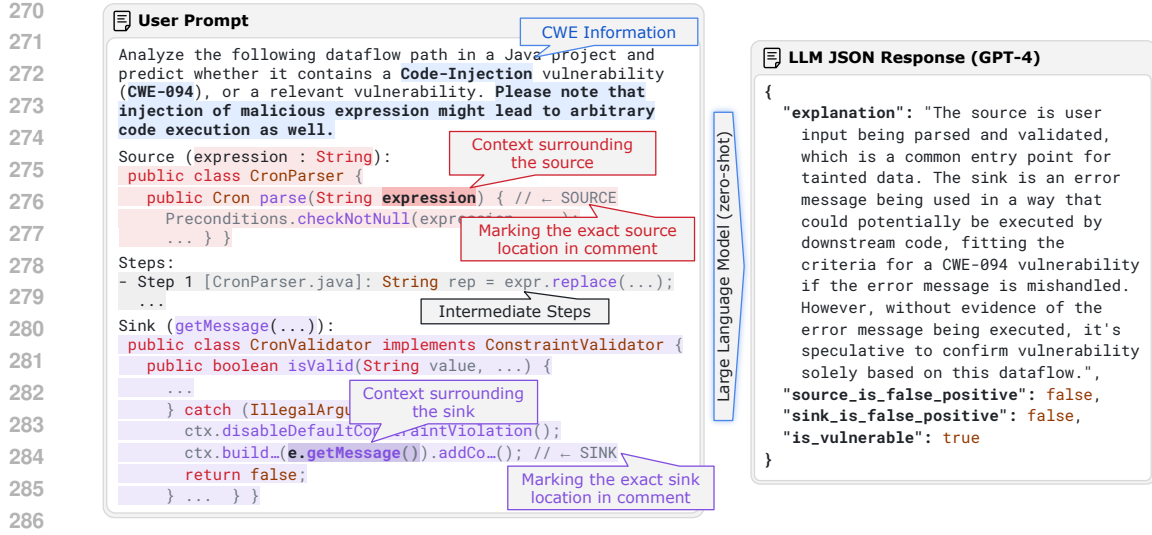 270
271
272
273
274
275
276
277
278
279
280
281
282
283
284
285
286
User Prompt
CWE Information
Analyze the following dataflow path in a Java project and
predict whether it contains a Code-Injection vulnerability
(CWE-094), or a relevant vulnerability. Please note that
injection of malicious expression might lead to arbitrary
code execution as well.
Source (expression : String):
Context surrounding
the source
public class CronParser {
public Cron parse(String expression) { // ← SOURCE
Preconditions.checkNotNull(expression
... } }
Marking the exact source
location in comment
Steps:
- Step 1 [CronParser.java]: String rep = expr.replace(...);
...
Intermediate Steps
Sink (getMessage(...)):
public class CronValidator implements ConstraintValidator {
public boolean isValid(String value, ...) {
...
Context surrounding
the sink
} catch (IllegalArgu
ctx.disableDefaultConstraintViolation();
ctx.build…(e.getMessage()).addCo…(); // ← SINK
return false;
} ... } }
Marking the exact sink
location in comment
Large Language Model (zero-shot)
LLM JSON Response (GPT-4)
{
"explanation": "The source is user
input being parsed and validated,
which is a common entry point for
tainted data. The sink is an error
message being used in a way that
could potentially be executed by
downstream code, fitting the
criteria for a CWE-094 vulnerability
if the error message is mishandled.
However, without evidence of the
error message being executed, it's
speculative to confirm vulnerability
solely based on this dataflow.",
"source_is_false_positive": false,
"sink_is_false_positive": false,
"is_vulnerable": true
}